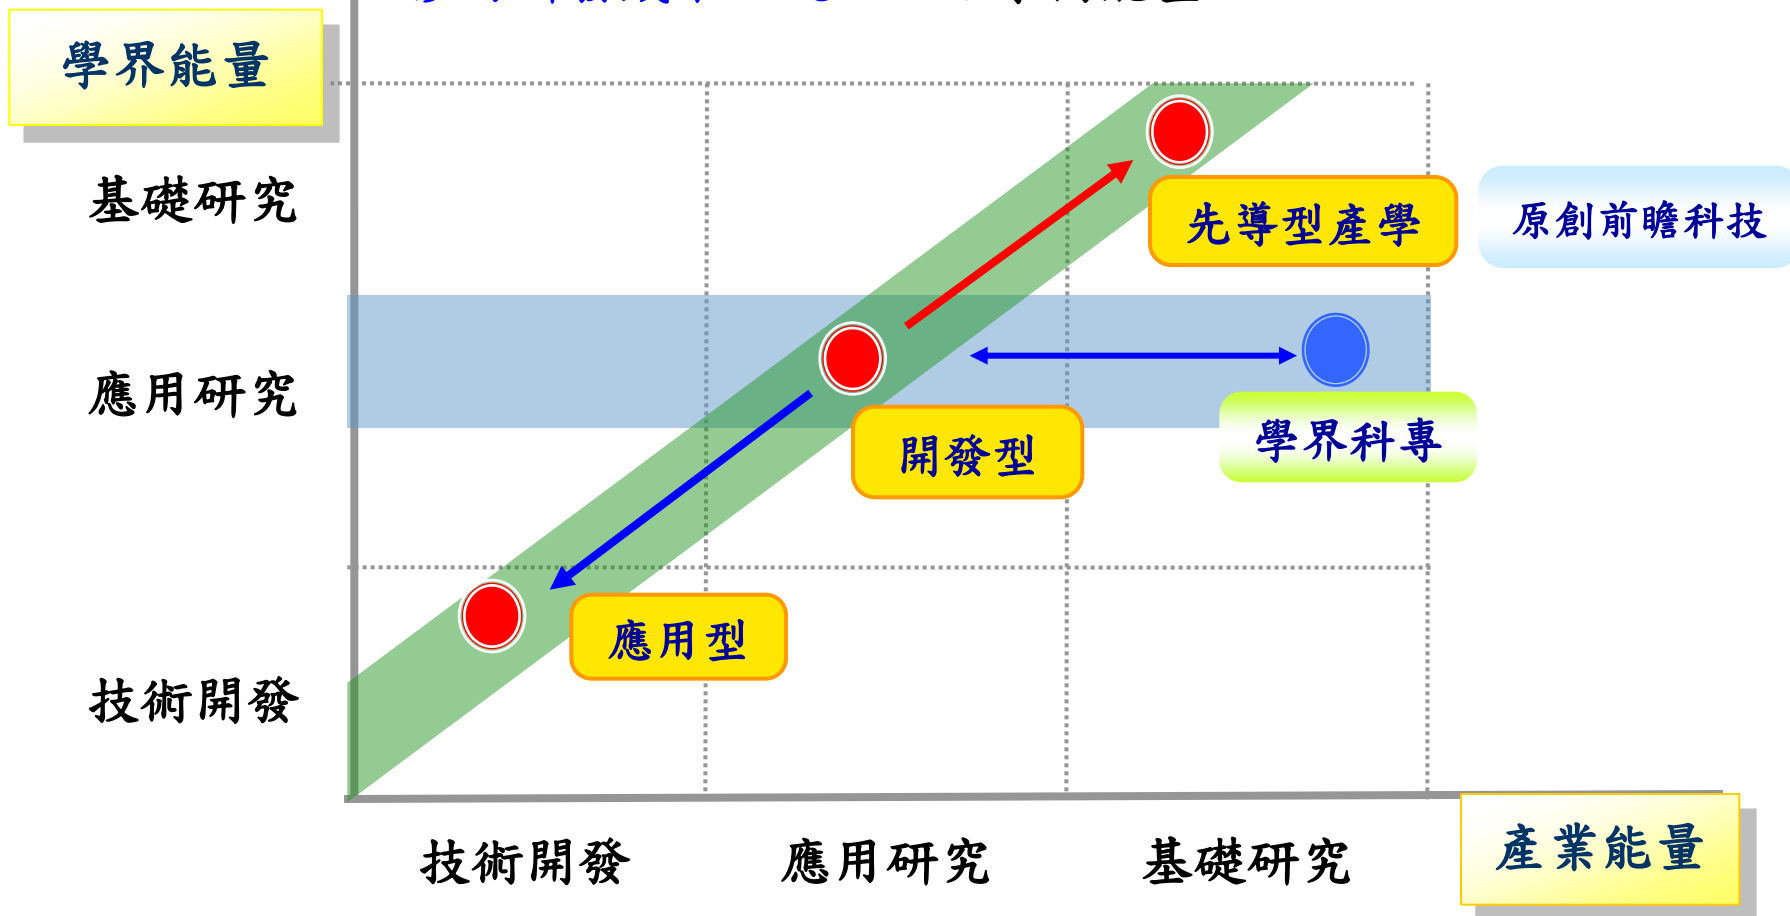 學界能量
基礎研究
先導型產學
原創前瞻科技
應用研究
開發型
學界科專
應用型
技術開發
技術開發
應用研究
基礎研究
產業能量